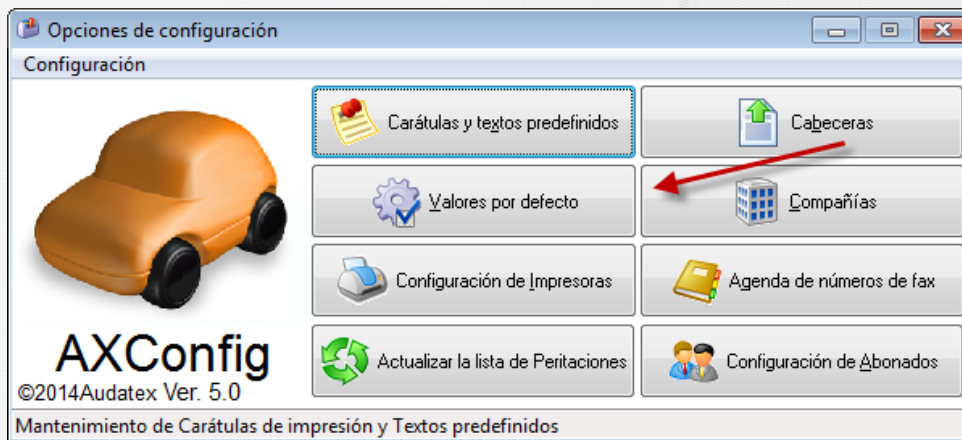 Opciones de configuración
Configuración
Carátulas y textos predefinidos
Cabeceras
Valores por defecto
Compañías
Configuración de Impresoras
Agenda de números de fax
Actualizar la lista de Peritaciones
Configuración de Abonados
AXConfig
©2014Audatex Ver. 5.0
Mantenimiento de Carátulas de impresión y Textos predefinidos